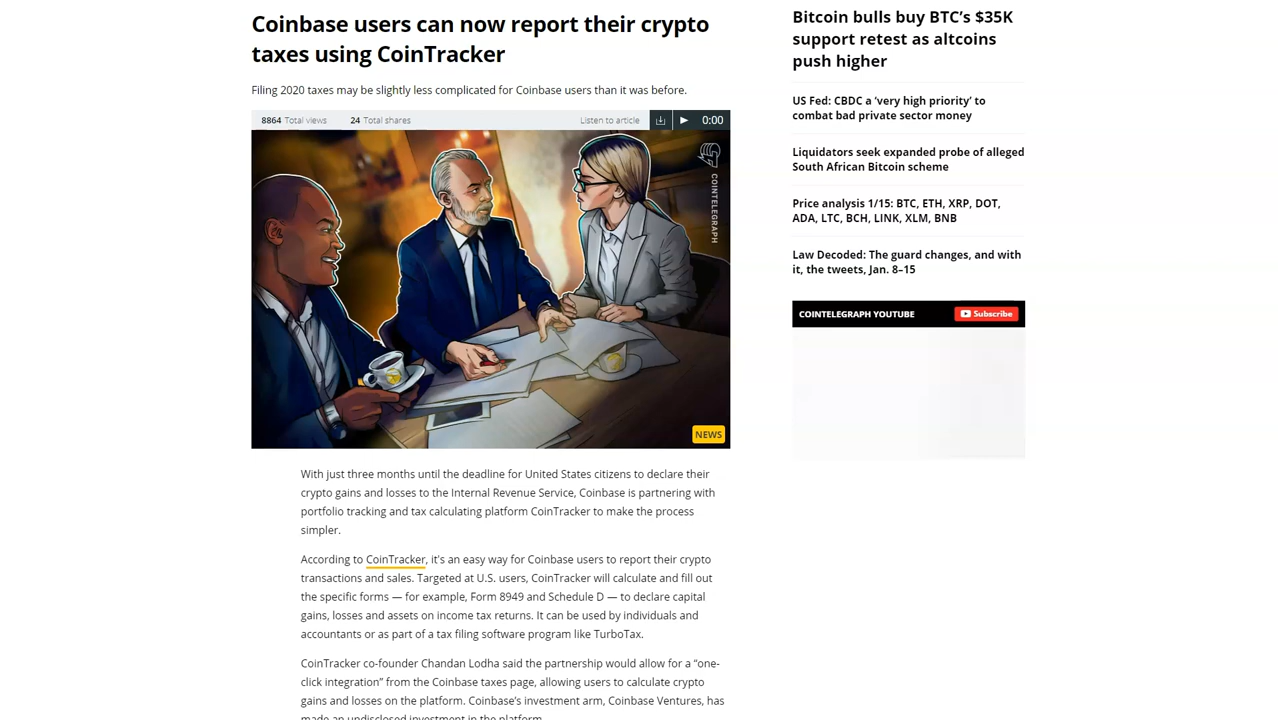 Coinbase users can now report their crypto
taxes using CoinTracker
Filing 2020 taxes may be slightly less complicated for Coinbase users than it was before.
8864 Total views
24 Total shares
Listen to article
0:00
COINTELEGRAPH
NEWS
With just three months until the deadline for United States citizens to declare their
crypto gains and losses to the Internal Revenue Service, Coinbase is partnering with
portfolio tracking and tax calculating platform CoinTracker to make the process
simpler.
According to CoinTracker, it's an easy way for Coinbase users to report their crypto
transactions and sales. Targeted at U.S. users, CoinTracker will calculate and fill out
the specific forms — for example, Form 8949 and Schedule D — to declare capital
gains, losses and assets on income tax returns. It can be used by individuals and
accountants or as part of a tax filing software program like TurboTax.
CoinTracker co-founder Chandan Lodha said the partnership would allow for a “one-
click integration” from the Coinbase taxes page, allowing users to calculate crypto
gains and losses on the platform. Coinbase’s investment arm, Coinbase Ventures, has
made an undisclosed investment in the platform.
Bitcoin bulls buy BTC’s $35K
support retest as altcoins
push higher
US Fed: CBDC a ‘very high priority’ to
combat bad private sector money
Liquidators seek expanded probe of alleged
South African Bitcoin scheme
Price analysis 1/15: BTC, ETH, XRP, DOT,
ADA, LTC, BCH, LINK, XLM, BNB
Law Decoded: The guard changes, and with
it, the tweets, Jan. 8–15
COINTELEGRAPH YOUTUBE
Subscribe